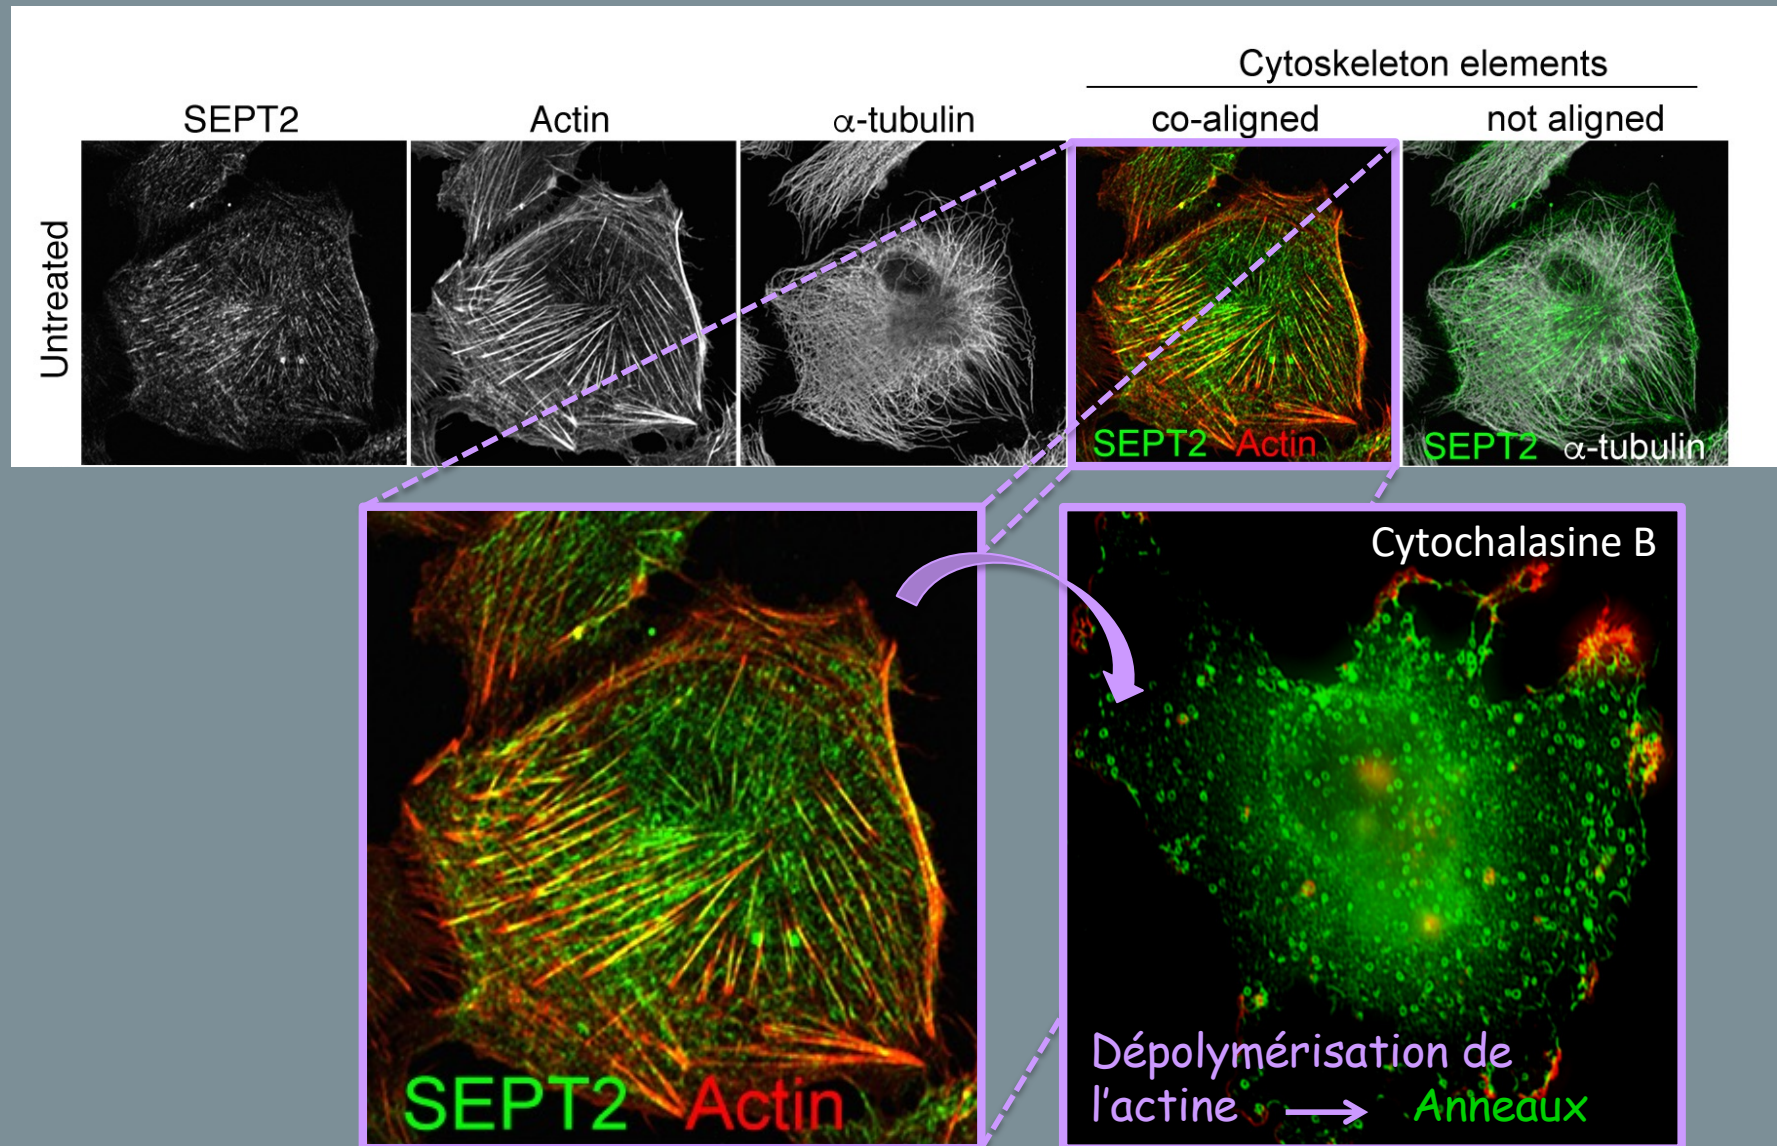 Cytoskeleton elements
SEPT2 Actin α-tubulin co-aligned not aligned
Untreated
SEPT2 Actin SEPT2 α-tubulin
Cytochalasine B
SEPT2 Actin
Dépolymérisation de
l'actine → Anneaux